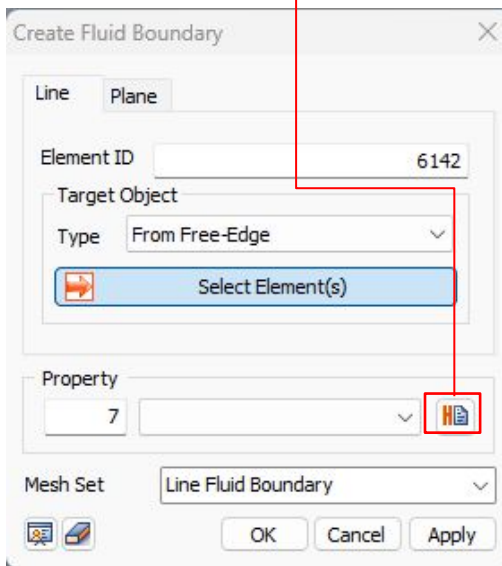 Create Fluid Boundary
Line Plane
Element ID 6142
Target Object
Type From Free-Edge
Select Element(s)
Property
7
Mesh Set Line Fluid Boundary
OK Cancel Apply